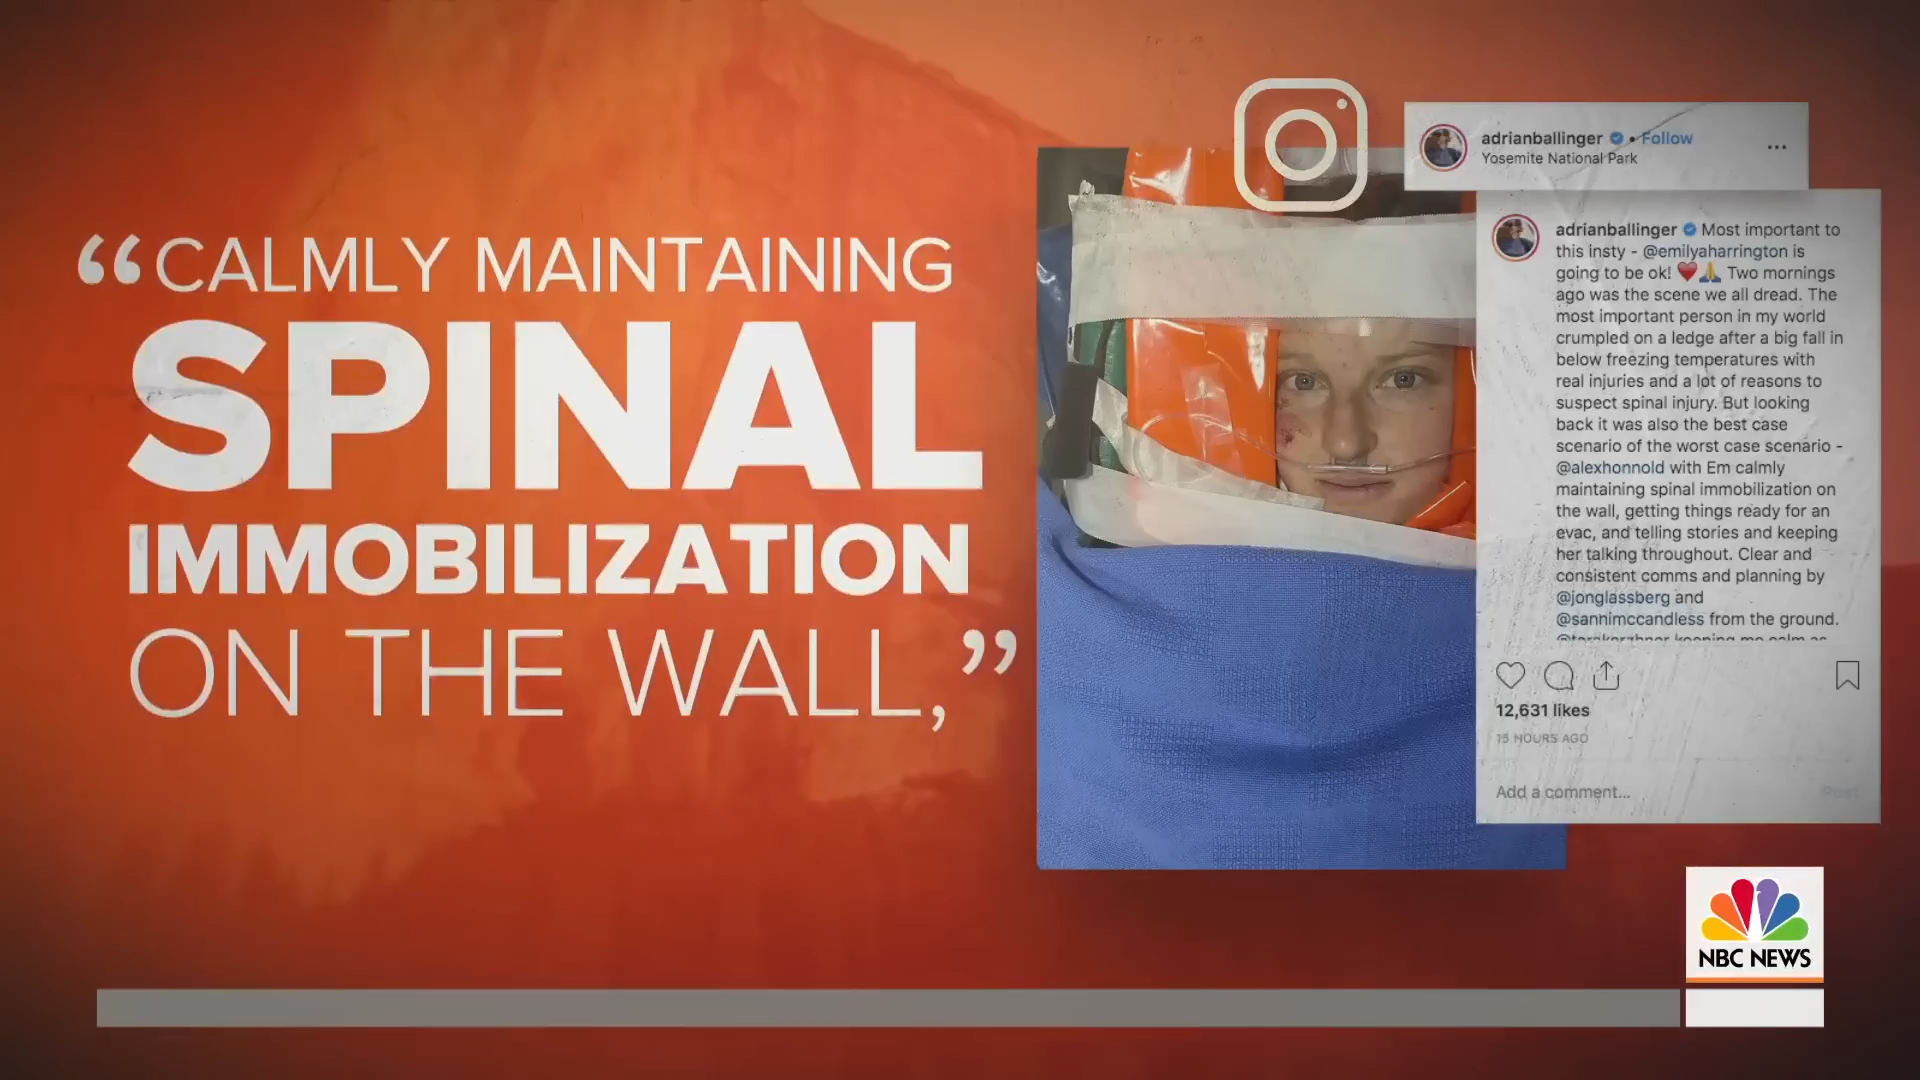 “CALMLY MAINTAINING
SPINAL
IMMOBILIZATION
ON THE WALL,”
adrianballinger • Follow
Yosemite National Park
adrianballinger Most important to
this insty - @emilyaharrington is
going to be ok! ❤️🙏 Two mornings
ago was the scene we all dread. The
most important person in my world
crumpled on a ledge after a big fall in
below freezing temperatures with
real injuries and a lot of reasons to
suspect spinal injury. But looking
back it was also the best case
scenario of the worst case scenario -
@alexhonnold with Em calmly
maintaining spinal immobilization on
the wall, getting things ready for an
evac, and telling stories and keeping
her talking throughout. Clear and
consistent comms and planning by
@jonglassberg and
@sannimccandless from the ground.
keeping me calm as
12,631 likes
15 HOURS AGO
Add a comment...
Post
NBC NEWS